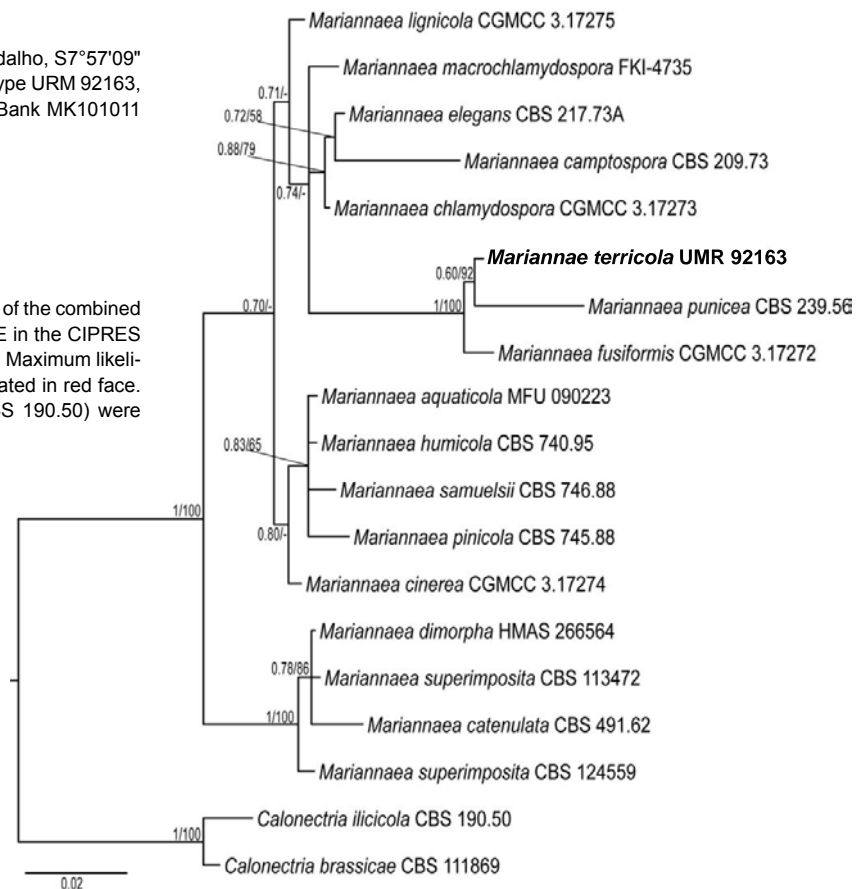 dalho, S7°57'09"
ype URM 92163,
Bank MK101011
of the combined
E in the CIPRES
Maximum likeli-
ated in red face.
S 190.50) were
Mariannaea lignicola CGMCC 3.17275
0.71/-
Mariannaea macrochlamydospora FKI-4735
0.72/58
Mariannaea elegans CBS 217.73A
0.88/79
Mariannaea camptospora CBS 209.73
0.74/-
Mariannaea chlamydospora CGMCC 3.17273
Mariannae terricola UMR 92163
0.60/92
0.70/-
1/100
Mariannaea punicea CBS 239.56
Mariannaea fusiformis CGMCC 3.17272
Mariannaea aquaticola MFU 090223
0.83/65
Mariannaea humicola CBS 740.95
Mariannaea samuelsii CBS 746.88
1/100
0.80/-
Mariannaea pinicola CBS 745.88
Mariannaea cinerea CGMCC 3.17274
Mariannaea dimorpha HMAS 266564
0.78/86
Mariannaea superimposita CBS 113472
1/100
Mariannaea catenulata CBS 491.62
Mariannaea superimposita CBS 124559
Calonectria ilicicola CBS 190.50
1/100
Calonectria brassicae CBS 111869
0.02